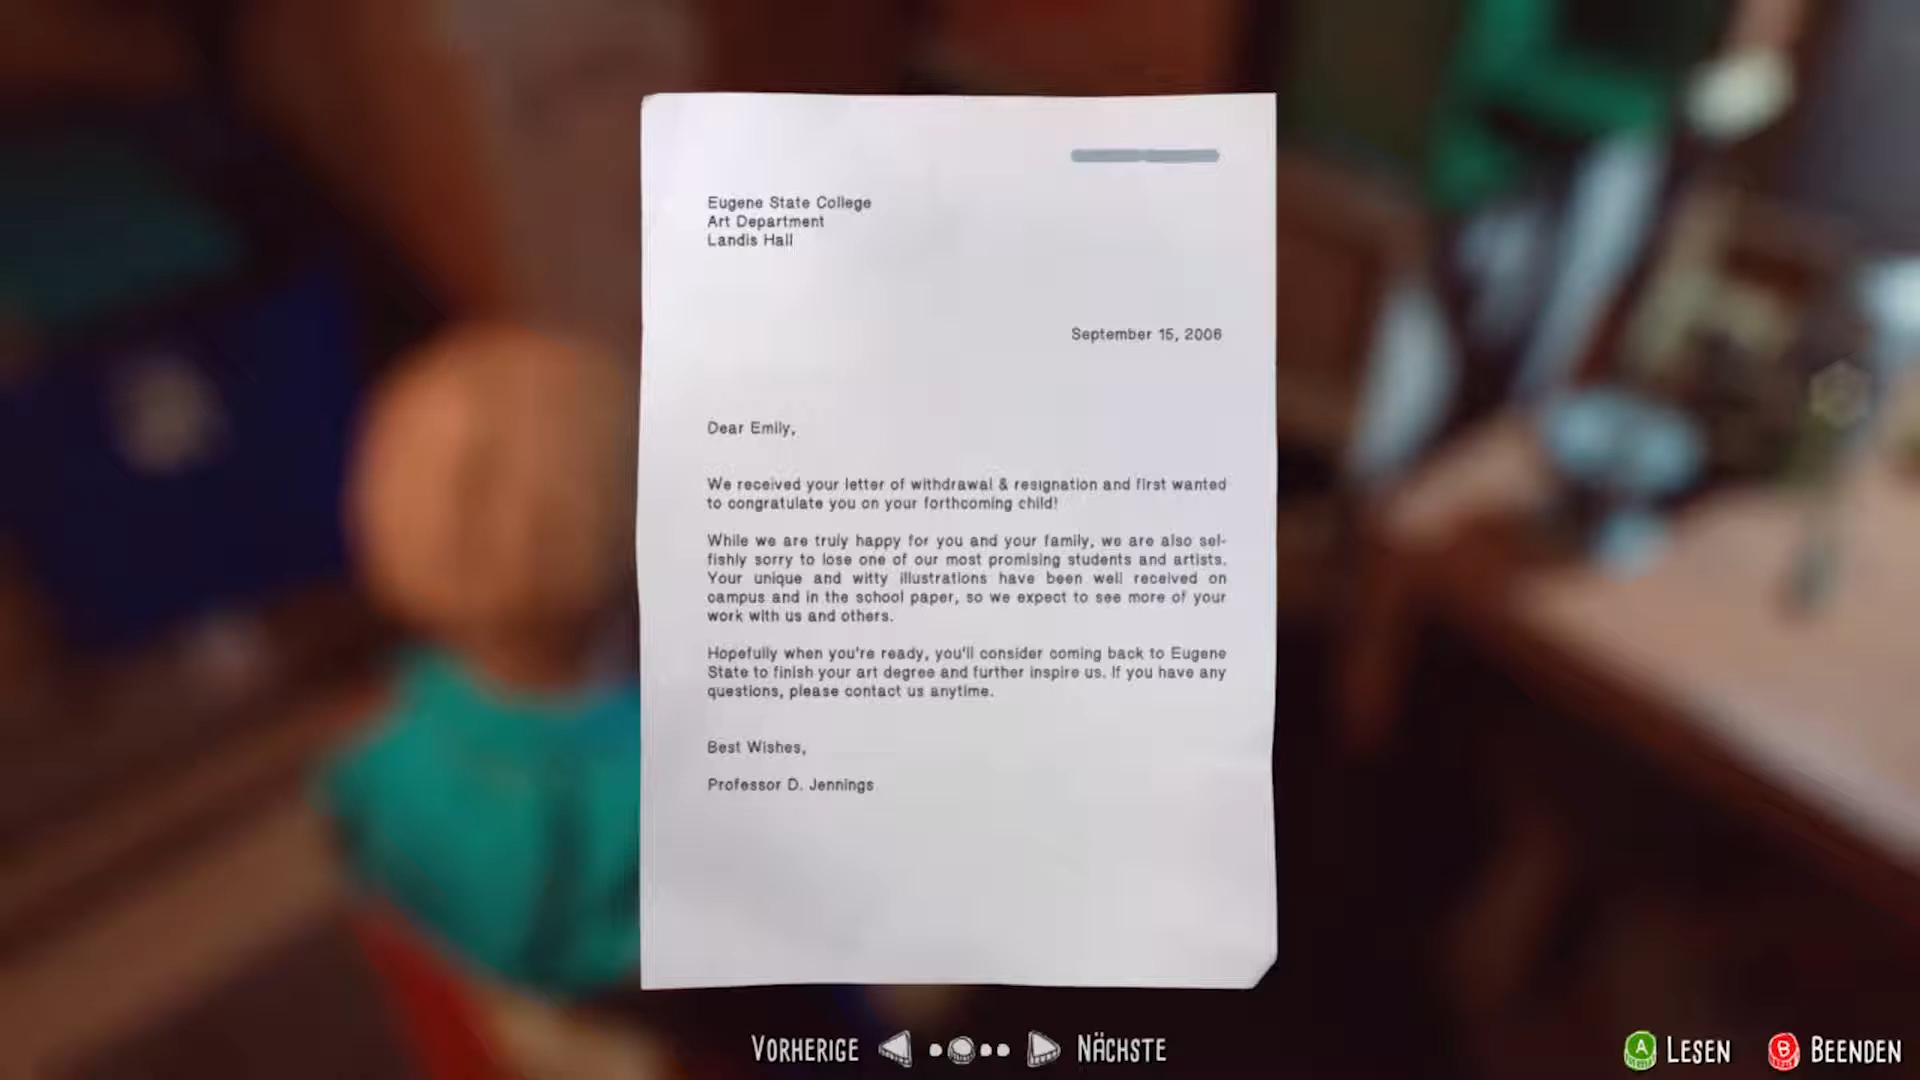 Eugene State College
Art Department
Landis Hall
September 15, 2006
Dear Emily,
We received your letter of withdrawal & resignation and first wanted
to congratulate you on your forthcoming child!
While we are truly happy for you and your family, we are also sel-
fishly sorry to lose one of our most promising students and artists.
Your unique and witty illustrations have been well received on
campus and in the school paper, so we expect to see more of your
work with us and others.
Hopefully when you're ready, you'll consider coming back to Eugene
State to finish your art degree and further inspire us. If you have any
questions, please contact us anytime.
Best Wishes,
Professor D. Jennings
VORHERIGE NÄCHSTE
A LESEN B BEENDEN